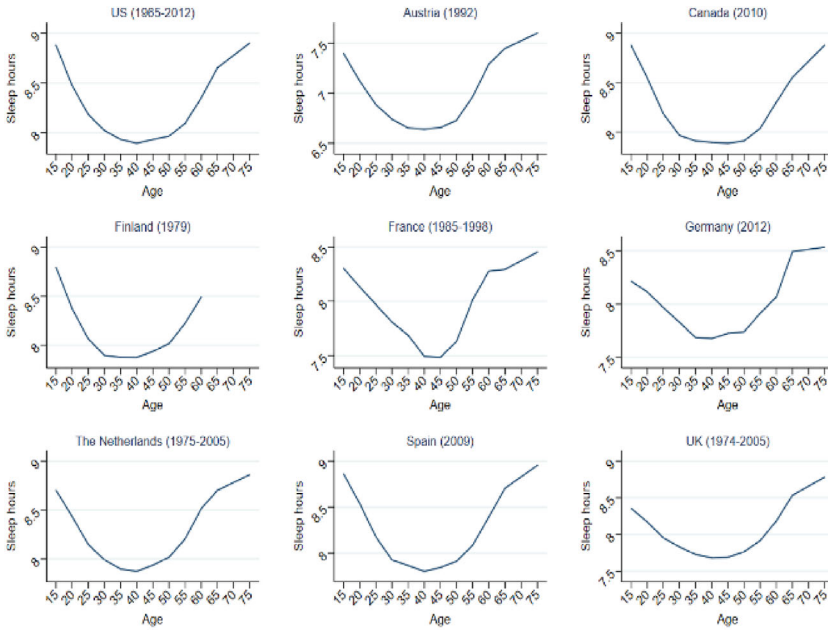 US (1965-2012)
Sleep hours
9
8.5
8
15 20 25 30 35 40 45 50 55 60 65 70 75
Age
Austria (1992)
Sleep hours
7.5
7
6.5
15 20 25 30 35 40 45 50 55 60 65 70 75
Age
Canada (2010)
Sleep hours
9
8.5
8
15 20 25 30 35 40 45 50 55 60 65 70 75
Age
Finland (1979)
Sleep hours
9
8.5
8
15 20 25 30 35 40 45 50 55 60 65 70 75
Age
France (1985-1998)
Sleep hours
8.5
8
7.5
15 20 25 30 35 40 45 50 55 60 65 70 75
Age
Germany (2012)
Sleep hours
8.5
8
7.5
15 20 25 30 35 40 45 50 55 60 65 70 75
Age
The Netherlands (1975-2005)
Sleep hours
9
8.5
8
15 20 25 30 35 40 45 50 55 60 65 70 75
Age
Spain (2009)
Sleep hours
9
8.5
8
15 20 25 30 35 40 45 50 55 60 65 70 75
Age
UK (1974-2005)
Sleep hours
9
8.5
8
7.5
15 20 25 30 35 40 45 50 55 60 65 70 75
Age